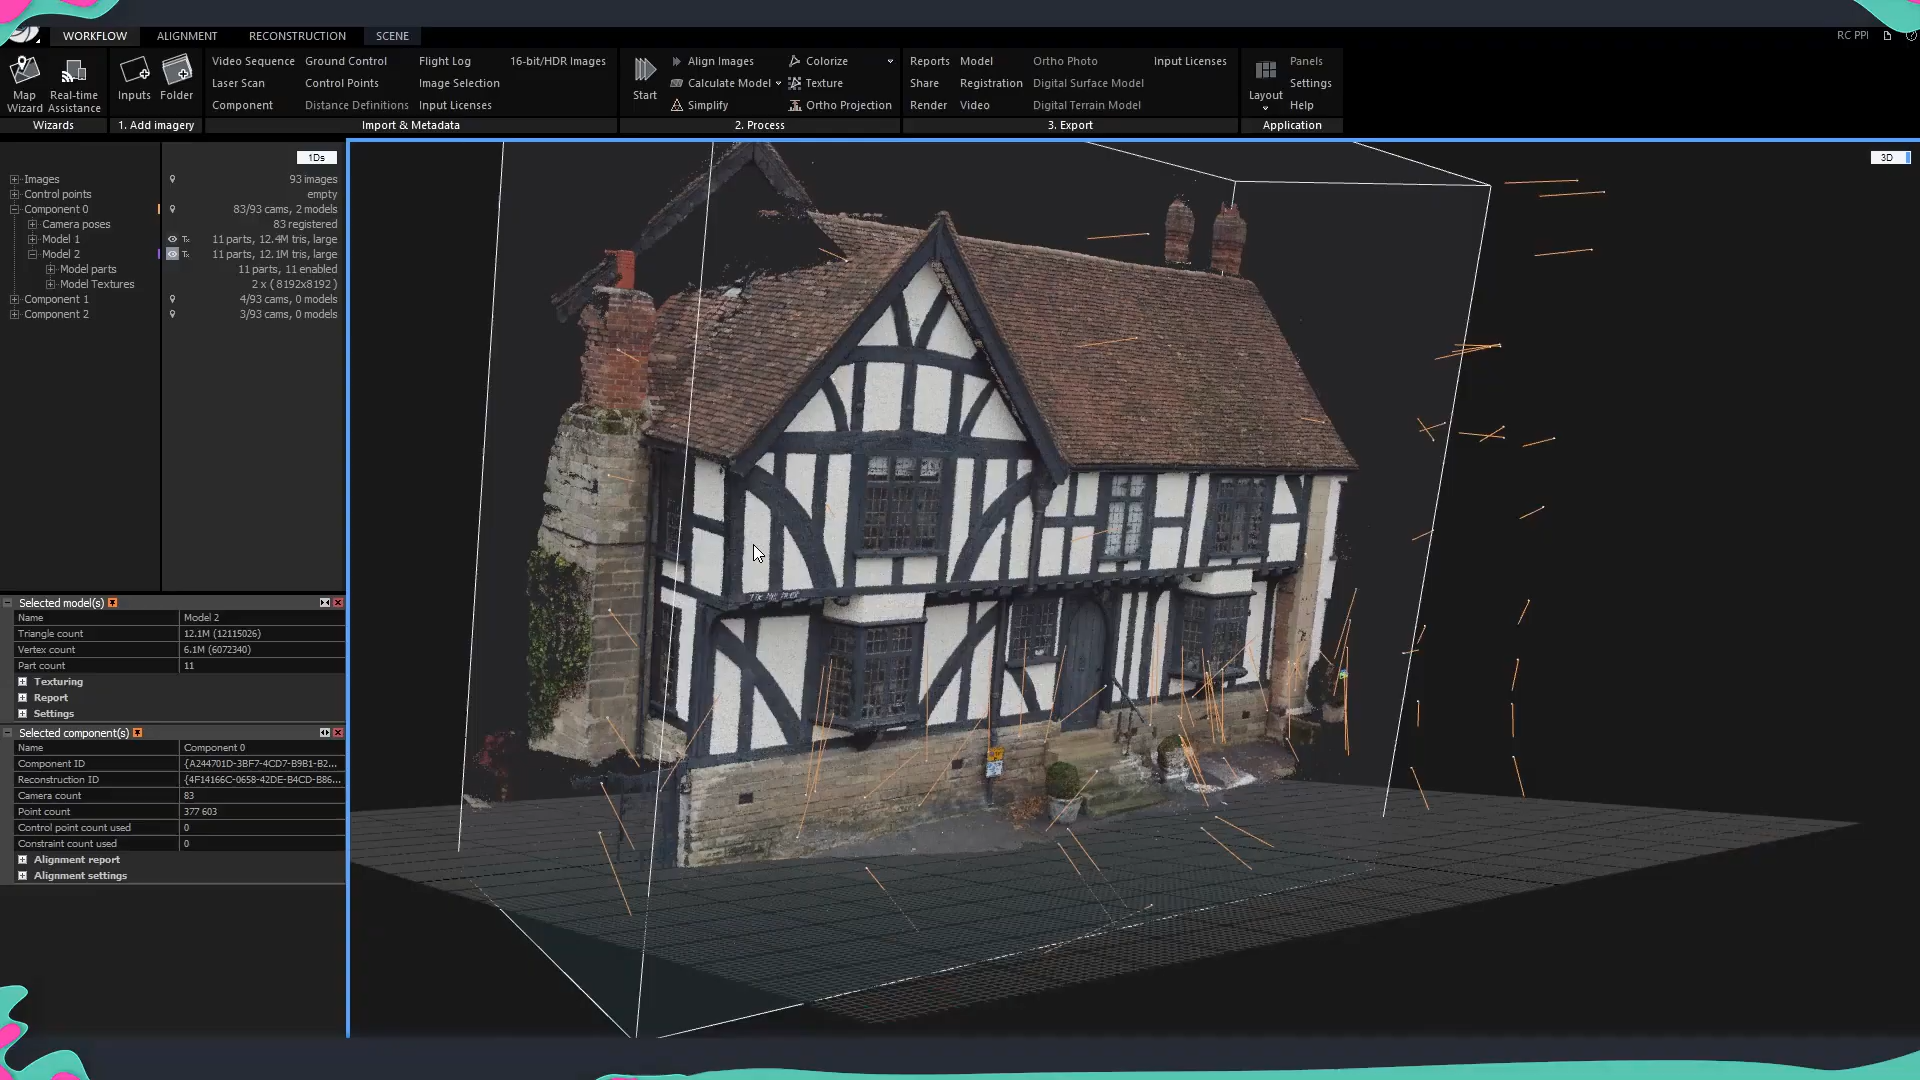 WORKFLOW ALIGNMENT RECONSTRUCTION SCENE
RC PPI
Map Wizard
Real-time Assistance
Wizards
Inputs
Folder
1. Add imagery
Video Sequence Ground Control Flight Log 16-bit/HDR Images
Laser Scan Control Points Image Selection
Component Distance Definitions Input Licenses
Import & Metadata
Start
Align Images Colorize
Calculate Model Texture
Simplify Ortho Projection
2. Process
Reports Model Ortho Photo Input Licenses
Share Registration Digital Surface Model
Render Video Digital Terrain Model
3. Export
Layout
Panels
Settings
Help
Application
1Ds
3D
Images 93 images
Control points empty
Component 0 83/93 cams, 2 models
Camera poses 83 registered
Model 1 11 parts, 12.4M tris, large
Model 2 11 parts, 12.1M tris, large
Model parts 11 parts, 11 enabled
Model Textures 2 x ( 8192x8192 )
Component 1 4/93 cams, 0 models
Component 2 3/93 cams, 0 models
Selected model(s)
Name Model 2
Triangle count 12.1M (12115026)
Vertex count 6.1M (6072340)
Part count 11
Texturing
Report
Settings
Selected component(s)
Name Component 0
Component ID {A244701D-3BF7-4CD7-B9B1-B2...
Reconstruction ID {4F14166C-0658-42DE-B4CD-B86...
Camera count 83
Point count 377 603
Control point count used 0
Constraint count used 0
Alignment report
Alignment settings